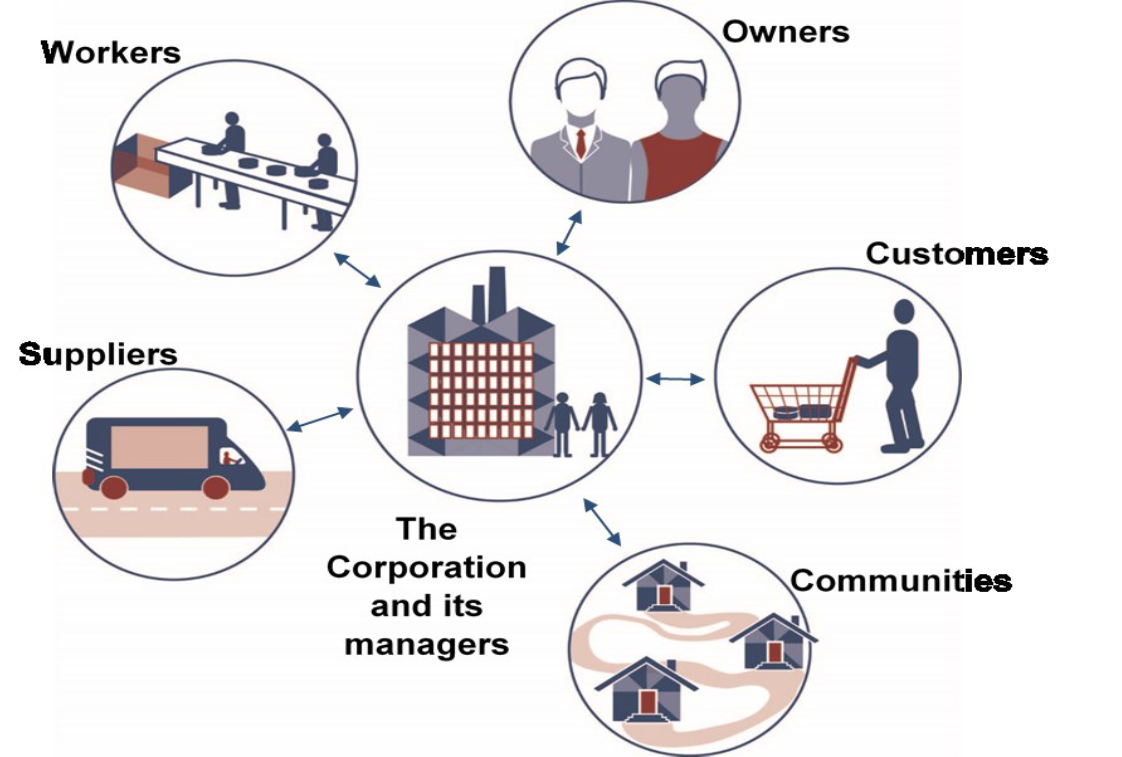 Workers
Owners
Customers
Suppliers
The
Corporation
and its
managers
Communities